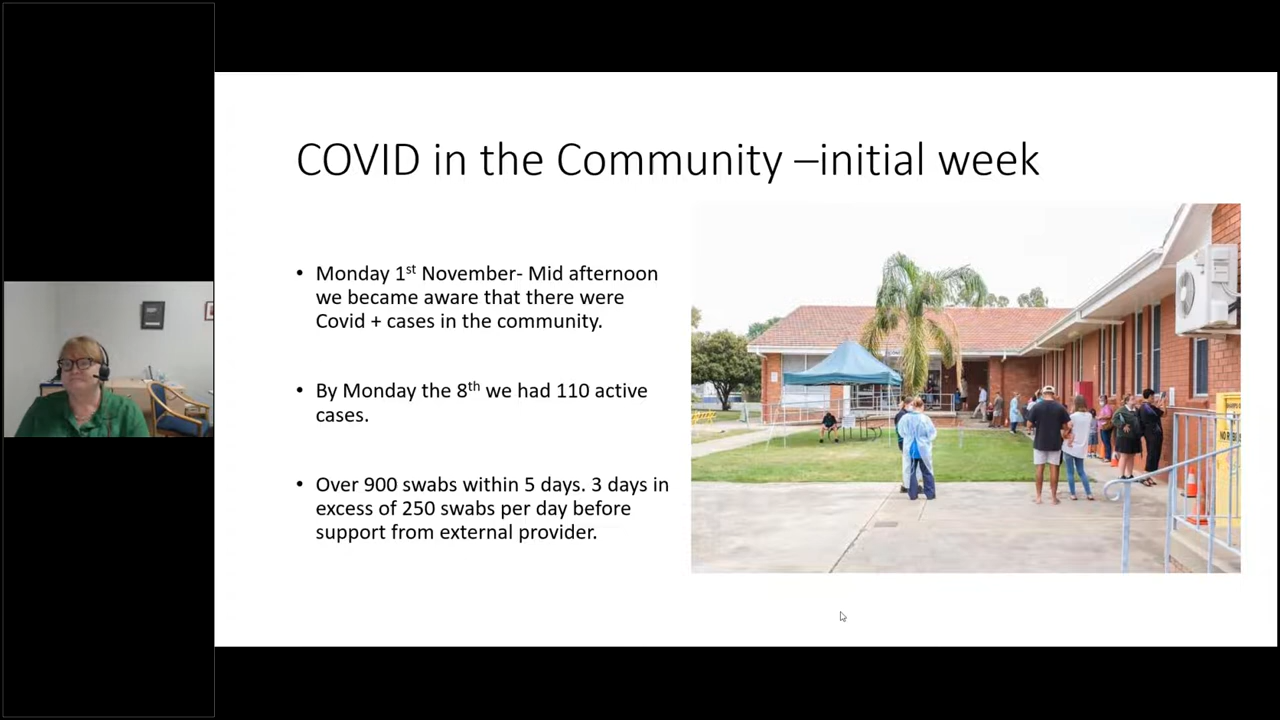 COVID in the Community –initial week
• Monday 1st November- Mid afternoon
we became aware that there were
Covid + cases in the community.
• By Monday the 8th we had 110 active
cases.
• Over 900 swabs within 5 days. 3 days in
excess of 250 swabs per day before
support from external provider.